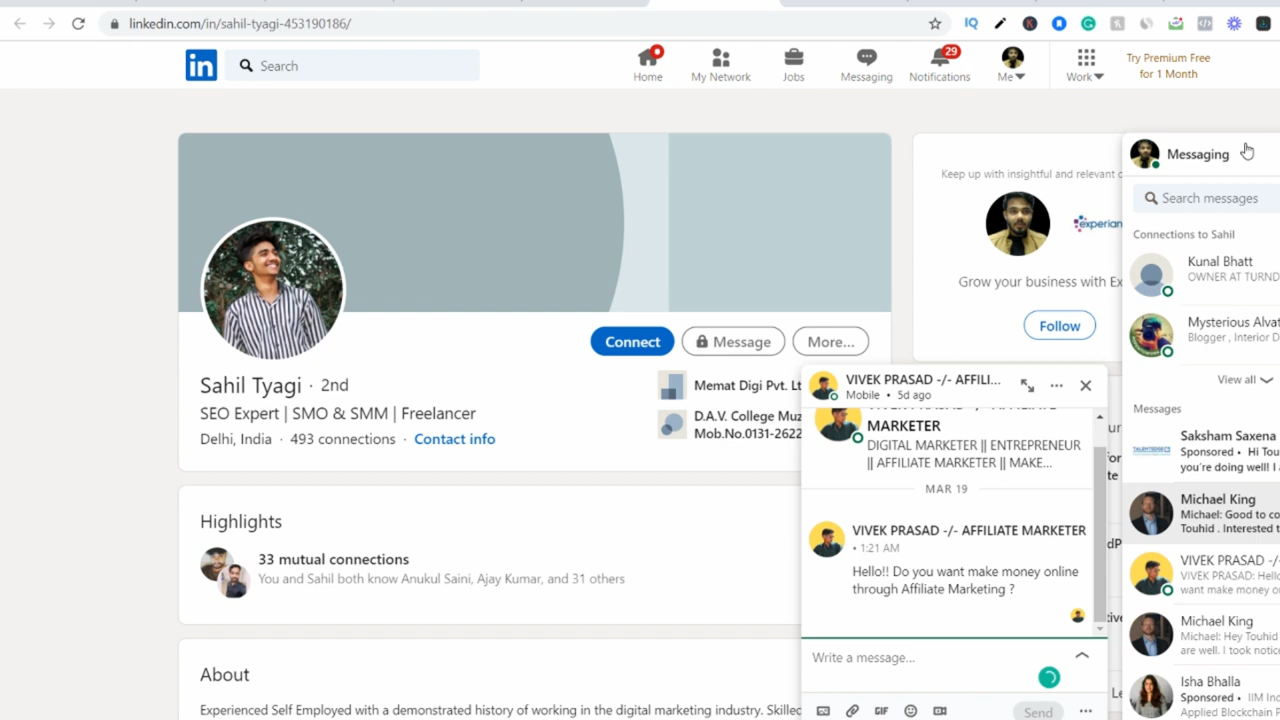 linkedin.com/in/sahil-tyagi-453190186/
IQ
in
Search
Home
My Network
Jobs
Messaging
29
Notifications
Me
Work
Try Premium Free
for 1 Month
Sahil Tyagi · 2nd
SEO Expert | SMO & SMM | Freelancer
Delhi, India · 493 connections · Contact info
Connect
Message
More...
Memat Digi Pvt. Lt
D.A.V. College Muz
Mob.No.0131-2622
Highlights
33 mutual connections
You and Sahil both know Anukul Saini, Ajay Kumar, and 31 others
About
Experienced Self Employed with a demonstrated history of working in the digital marketing industry. Skilled
Keep up with insightful and relevant
experian
Grow your business with Ex
Follow
VIVEK PRASAD -/- AFFILI...
Mobile • 5d ago
VIVEK PRASAD -/- AFFILIATE
MARKETER
DIGITAL MARKETER || ENTREPRENEUR
|| AFFILIATE MARKETER || MAKE...
MAR 19
VIVEK PRASAD -/- AFFILIATE MARKETER
• 1:21 AM
Hello!! Do you want make money online
through Affiliate Marketing ?
Write a message...
GIF
Send
Messaging
Search messages
Connections to Sahil
Kunal Bhatt
OWNER AT TURND
Mysterious Alvat
Blogger , Interior D
View all
Messages
Saksham Saxena
Sponsored • Hi Tou
you're doing well! I
Michael King
Michael: Good to co
Touhid . Interested t
VIVEK PRASAD -/-
VIVEK PRASAD: Hello
want make money o
Michael King
Michael: Hey Touhid
are well. I took notic
Isha Bhalla
Sponsored • IIM Ind
Applied Blockchain P